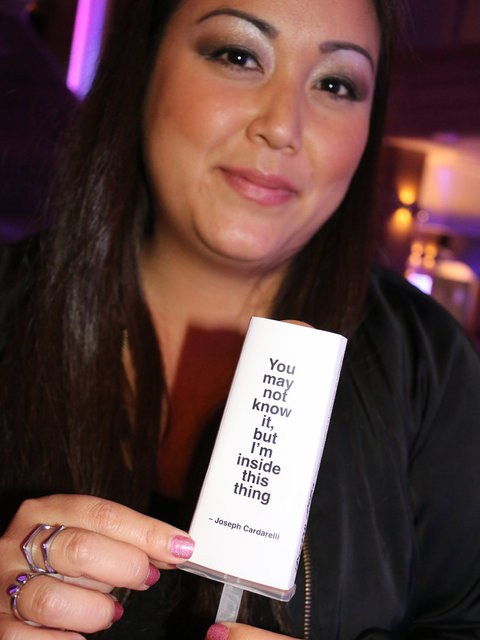 You
may
not
know
it,
but
I'm
inside
this
thing
– Joseph Cardarelli